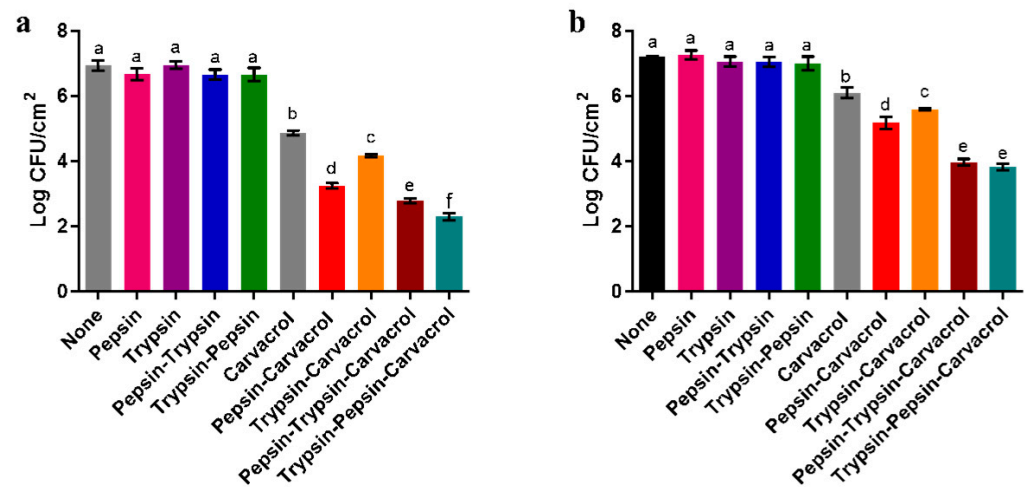 a
8
6
4
2
0
Log CFU/cm²
a
a
a
a
a
b
d
c
e
f
None
Pepsin
Trypsin
Pepsin-Trypsin
Trypsin-Pepsin
Carvacrol
Pepsin-Carvacrol
Trypsin-Carvacrol
Pepsin-Trypsin-Carvacrol
Trypsin-Pepsin-Carvacrol
b
8
6
4
2
0
Log CFU/cm²
a
a
a
a
a
b
d
c
e
e
None
Pepsin
Trypsin
Pepsin-Trypsin
Trypsin-Pepsin
Carvacrol
Pepsin-Carvacrol
Trypsin-Carvacrol
Pepsin-Trypsin-Carvacrol
Trypsin-Pepsin-Carvacrol